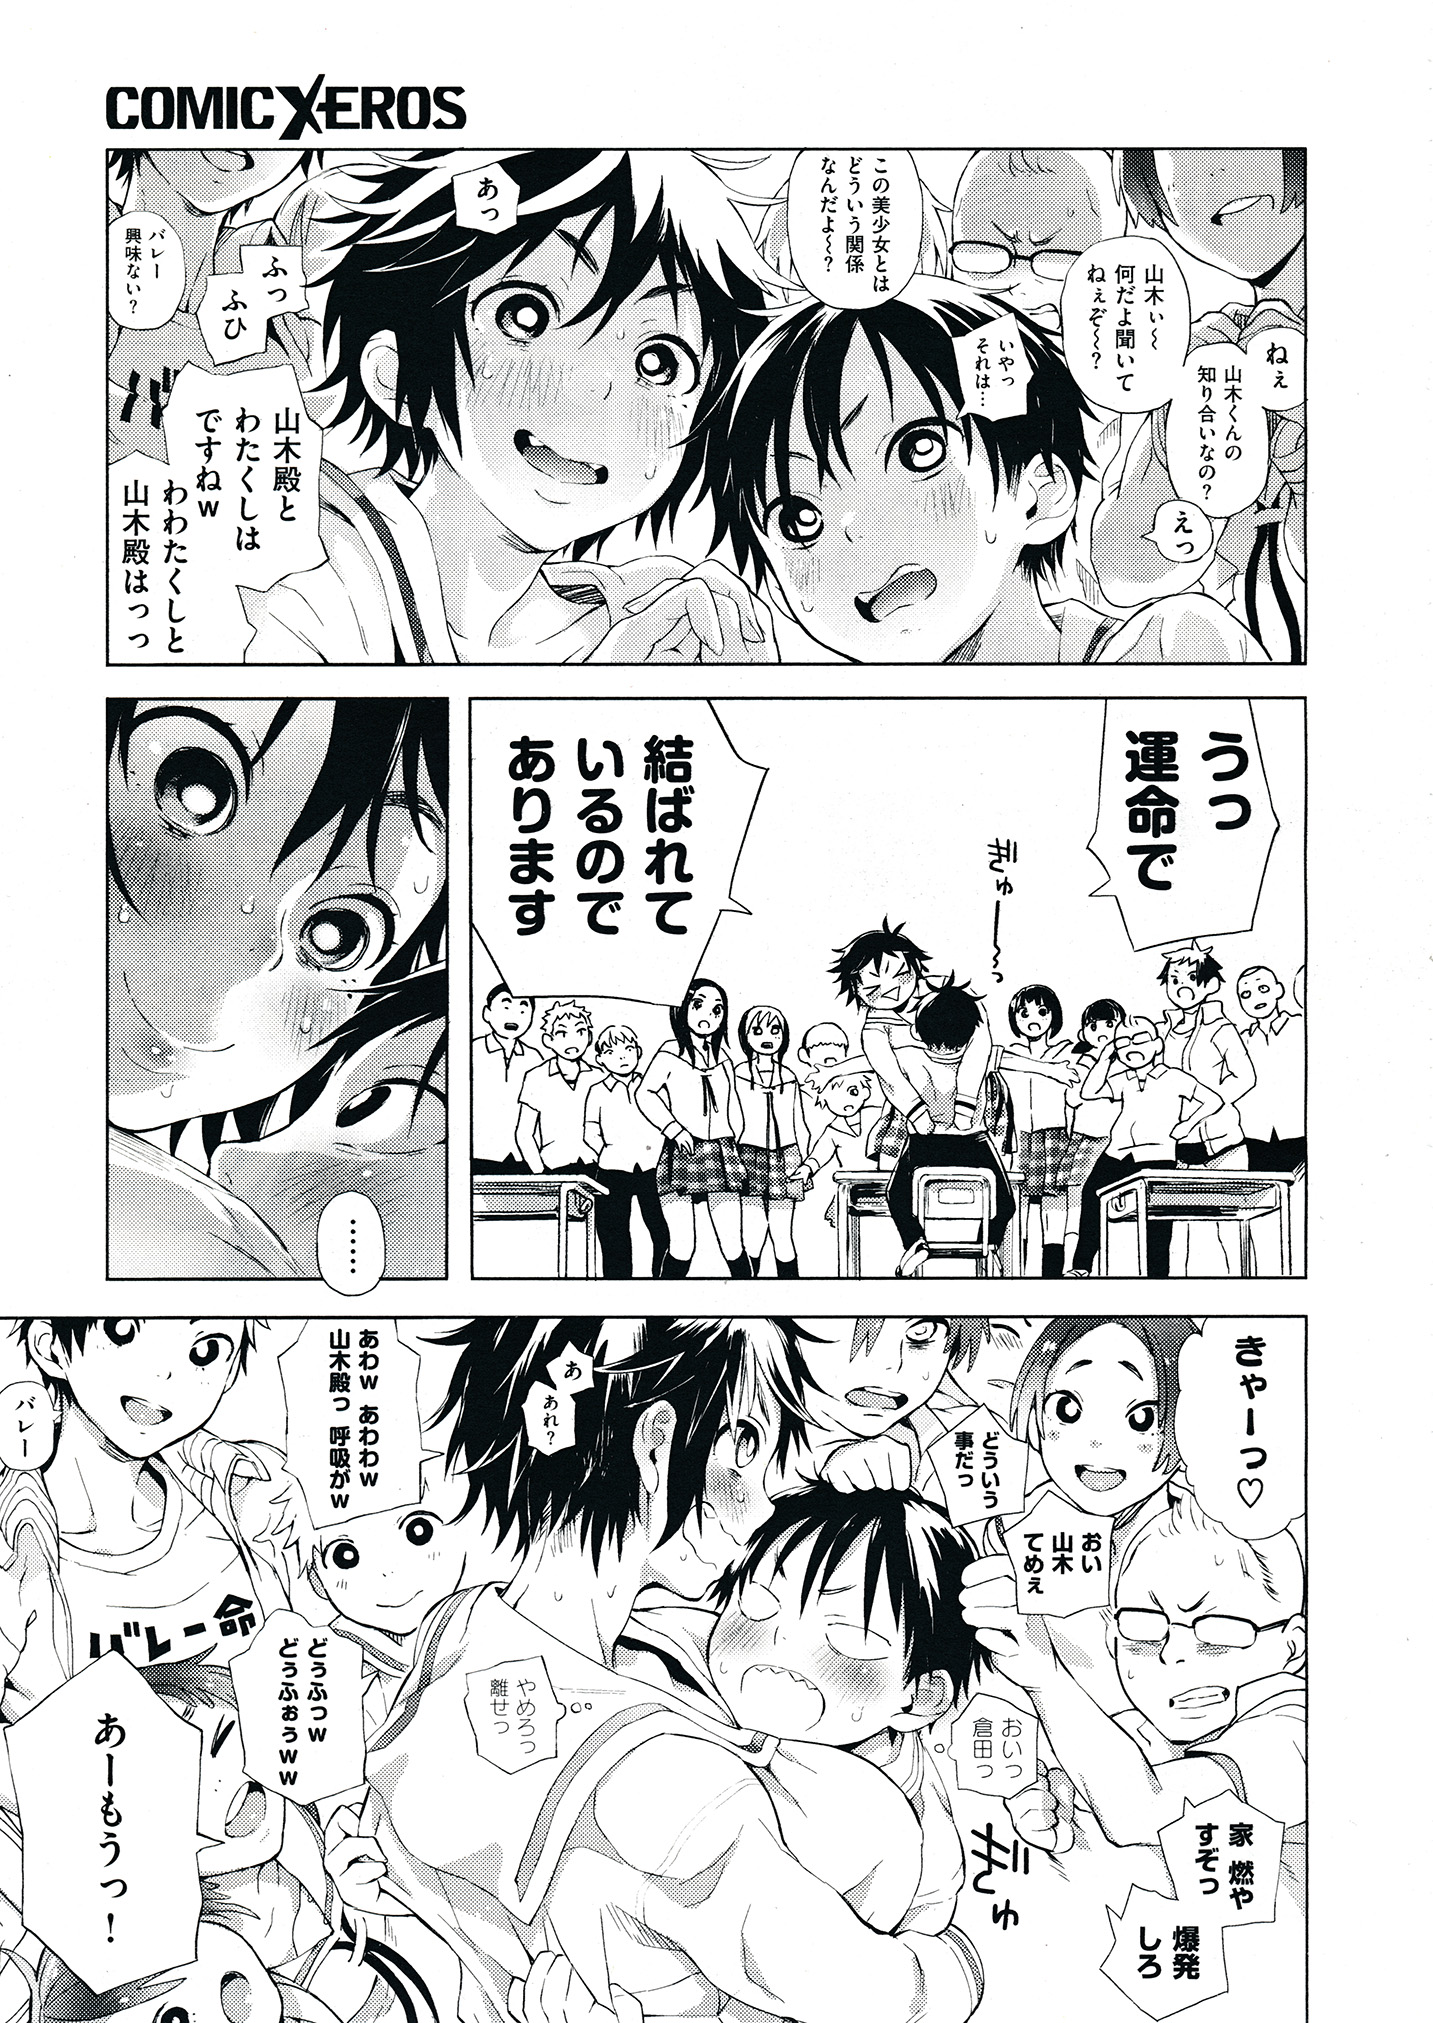 COMIC X-EROS
ねぇ
山木くんの
知り合いなの?
えっ
山木ぃ〜
何だよ聞いて
ねぇぞ〜?
この美少女とは
どういう関係
なんだよ〜?
いやっ
それは…
あっ
バレー
興味ない?
ふっ
ふひ
山木殿と
わたくしは
ですねw
わわたくしと
山木殿はっっ
うっ
運命で
ぎゅーーーー〜っ
結ばれて
いるので
あります
……
きゃーっ♡
どういう
事だっ
おい
山木
てめぇ
家 燃や
すぞっ
爆発
しろ
おいっ
倉田っ
ぎゅ
あ
あれ?
やめろっ
離せっ
あわw あわわw
山木殿っ 呼吸がw
どぅふっw
どぅふぉぅww
バレー
バレー命
あーもうっ!